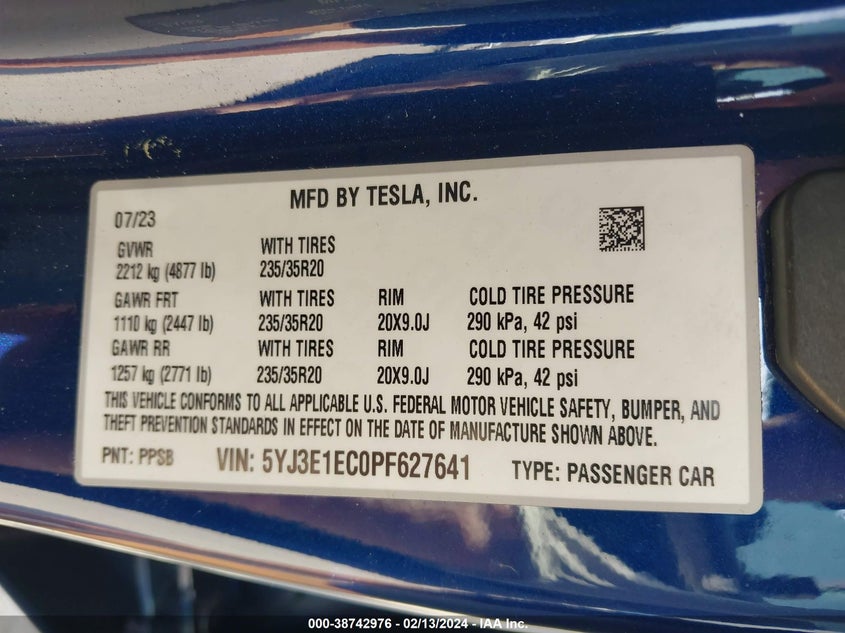 MFD BY TESLA, INC.
07/23
GVWR WITH TIRES
2212 kg (4877 lb) 235/35R20
GAWR FRT WITH TIRES RIM COLD TIRE PRESSURE
1110 kg (2447 lb) 235/35R20 20X9.0J 290 kPa, 42 psi
GAWR RR WITH TIRES RIM COLD TIRE PRESSURE
1257 kg (2771 lb) 235/35R20 20X9.0J 290 kPa, 42 psi
THIS VEHICLE CONFORMS TO ALL APPLICABLE U.S. FEDERAL MOTOR VEHICLE SAFETY, BUMPER, AND
THEFT PREVENTION STANDARDS IN EFFECT ON THE DATE OF MANUFACTURE SHOWN ABOVE.
PNT: PPSB VIN: 5YJ3E1EC0PF627641 TYPE: PASSENGER CAR
000-38742976 - 02/13/2024 - IAA Inc.